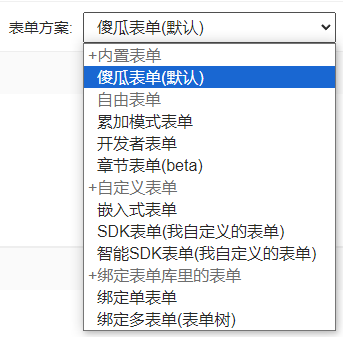 表单方案: 傻瓜表单(默认)
+内置表单
傻瓜表单(默认)
自由表单
累加模式表单
开发者表单
章节表单(beta)
+自定义表单
嵌入式表单
SDK表单(我自定义的表单)
智能SDK表单(我自定义的表单)
+绑定表单库里的表单
绑定单表单
绑定多表单(表单树)